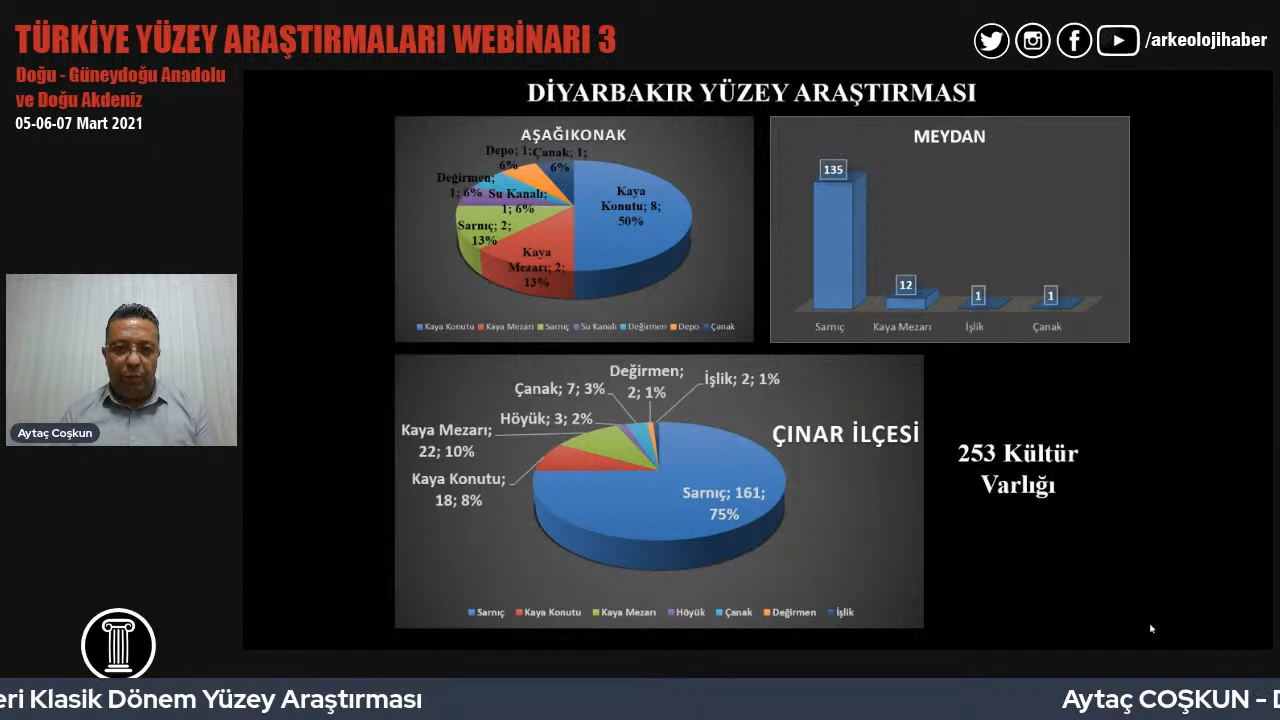 TÜRKİYE YÜZEY ARAŞTIRMALARI WEBİNARI 3
Doğu - Güneydoğu Anadolu
ve Doğu Akdeniz
05-06-07 Mart 2021
/arkeolojihaber
DİYARBAKIR YÜZEY ARAŞTIRMASI
AŞAĞIKONAK
Depo; 1;
6%
Çanak; 1;
6%
Değirmen;
1; 6%
Su Kanalı;
1; 6%
Sarnıç; 2;
13%
Kaya
Mezarı; 2;
13%
Kaya
Konutu; 8;
50%
Kaya Konutu Kaya Mezarı Sarnıç Su Kanalı Değirmen Depo Çanak
MEYDAN
135
12
1
1
Sarnıç Kaya Mezarı İşlik Çanak
ÇINAR İLÇESİ
Değirmen;
2; 1%
İşlik; 2; 1%
Çanak; 7; 3%
Höyük; 3; 2%
Kaya Mezarı;
22; 10%
Kaya Konutu;
18; 8%
Sarnıç; 161;
75%
Sarnıç Kaya Konutu Kaya Mezarı Höyük Çanak Değirmen İşlik
253 Kültür
Varlığı
Aytaç Coşkun
eri Klasik Dönem Yüzey Araştırması
Aytaç COŞKUN - D